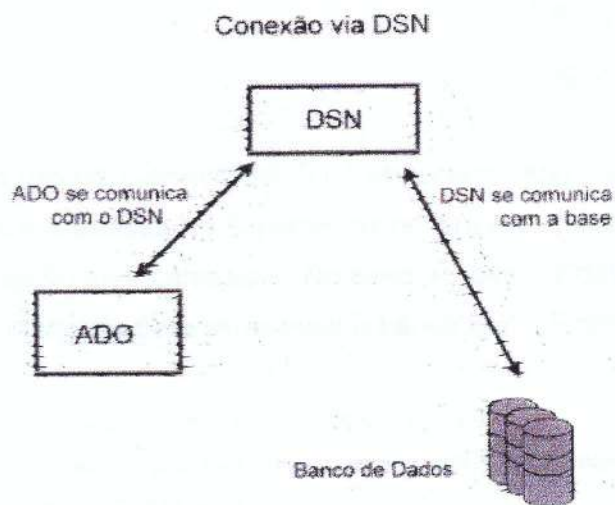 Conexão via DSN
DSN
ADO se comunica
com o DSN
DSN se comunica
com a base
ADO
Banco de Dados